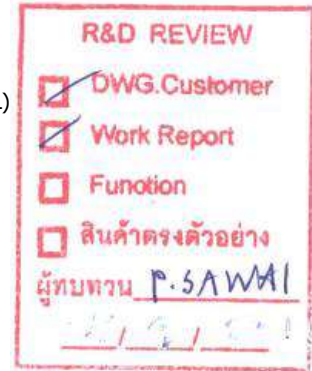 R&D REVIEW
DWG.Customer
Work Report
Function
สินค้าตรงตัวอย่าง
ผู้ทบทวน P.SAWAI